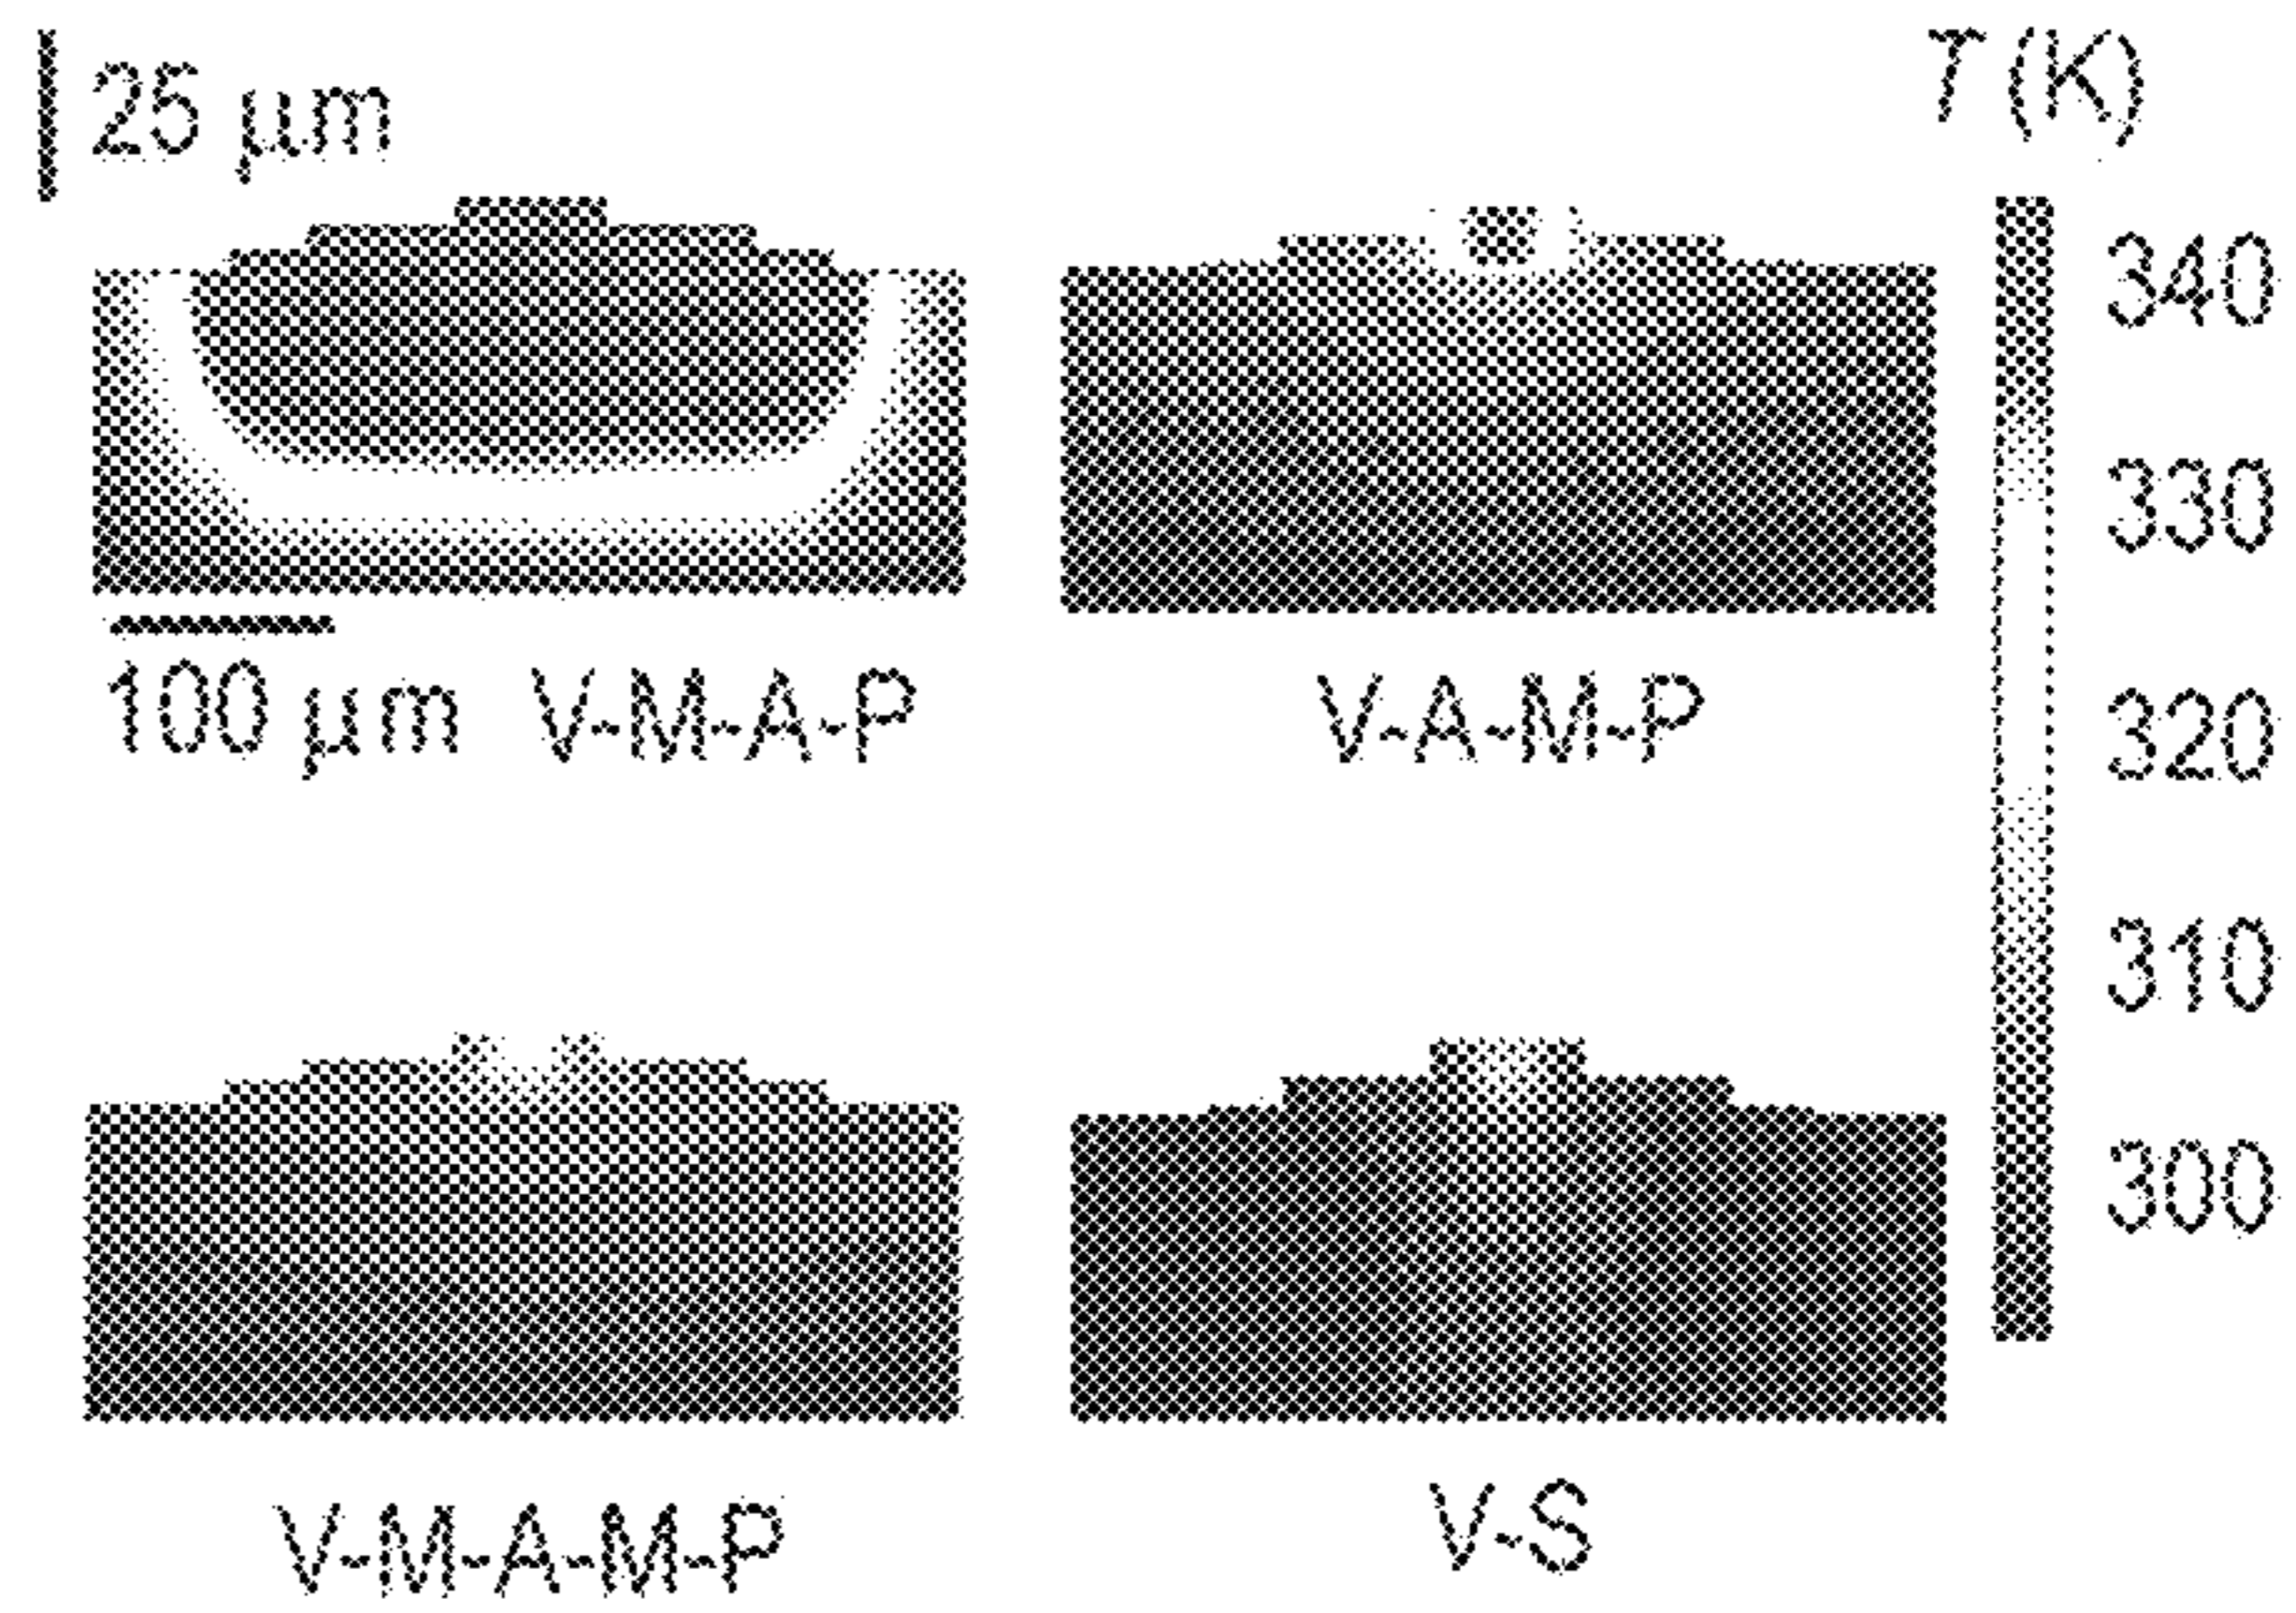 25 μm
T (K)
100 μm
V-M-A-P
V-A-M-P
340
330
320
310
300
V-M-A-M-P
V-S